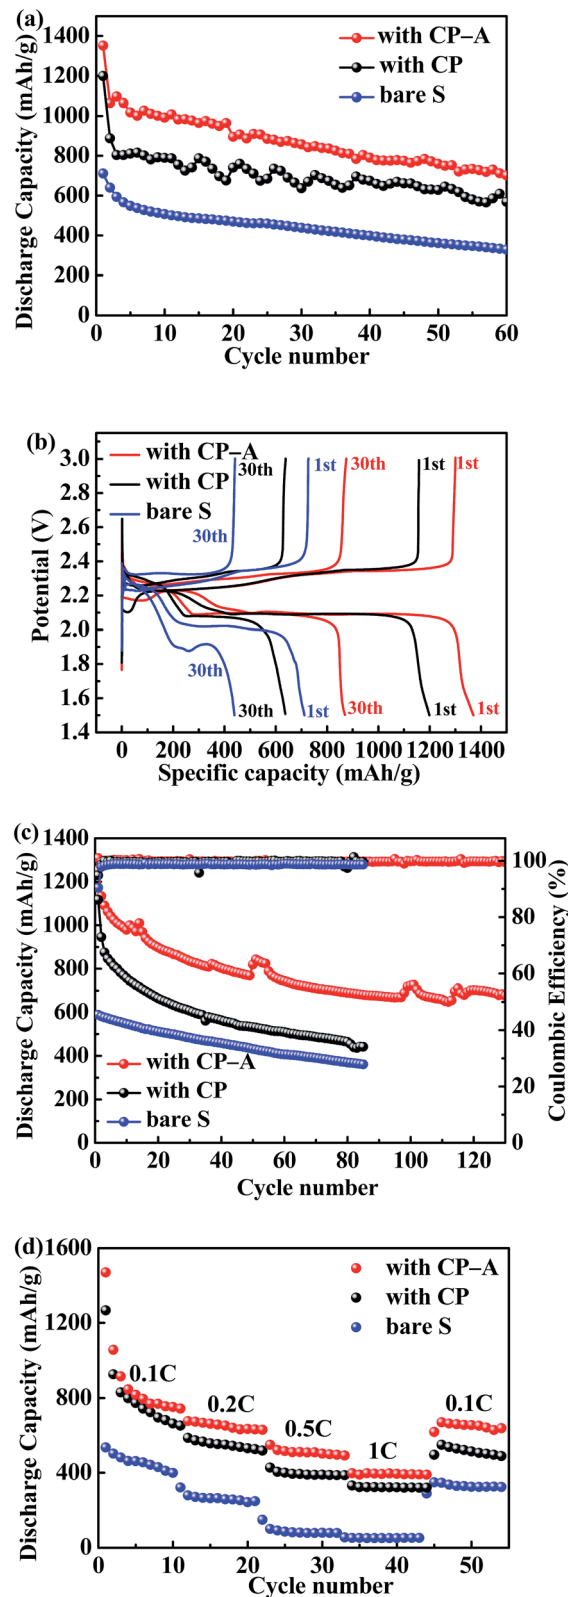 (a)
1400
1200
1000
800
600
400
200
0
Discharge Capacity (mAh/g)
with CP–A
with CP
bare S
0 10 20 30 40 50 60
Cycle number
(b)
3.0
2.8
2.6
2.4
2.2
2.0
1.8
1.6
1.4
Potential (V)
with CP–A
with CP
bare S
30th
30th
1st
30th
1st
1st
30th
30th
1st
30th
1st
1st
0 200 400 600 800 1000 1200 1400
Specific capacity (mAh/g)
(c)
1400
1200
1000
800
600
400
200
0
Discharge Capacity (mAh/g)
100
80
60
40
20
0
Coulombic Efficiency (%)
with CP–A
with CP
bare S
0 20 40 60 80 100 120
Cycle number
(d)
1600
1200
800
400
0
Discharge Capacity (mAh/g)
with CP–A
with CP
bare S
0.1C
0.2C
0.5C
1C
0.1C
0 10 20 30 40 50
Cycle number